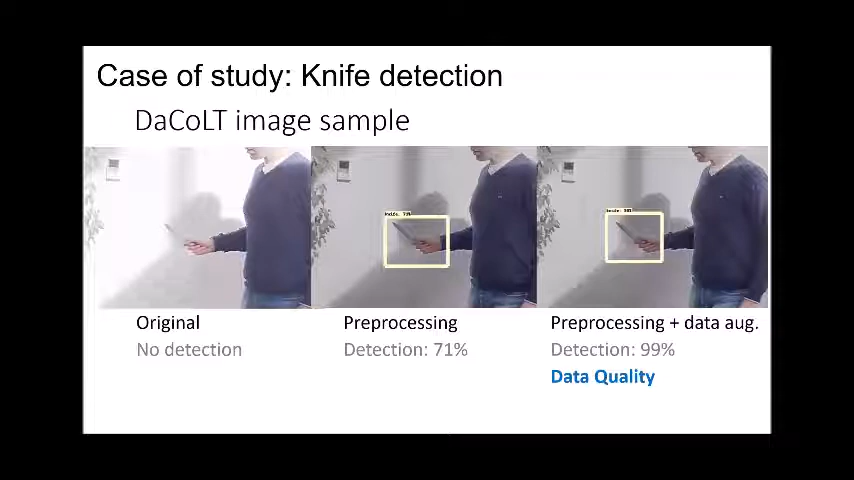 Case of study: Knife detection
DaCoLT image sample
Original
No detection
Preprocessing
Detection: 71%
Preprocessing + data aug.
Detection: 99%
Data Quality